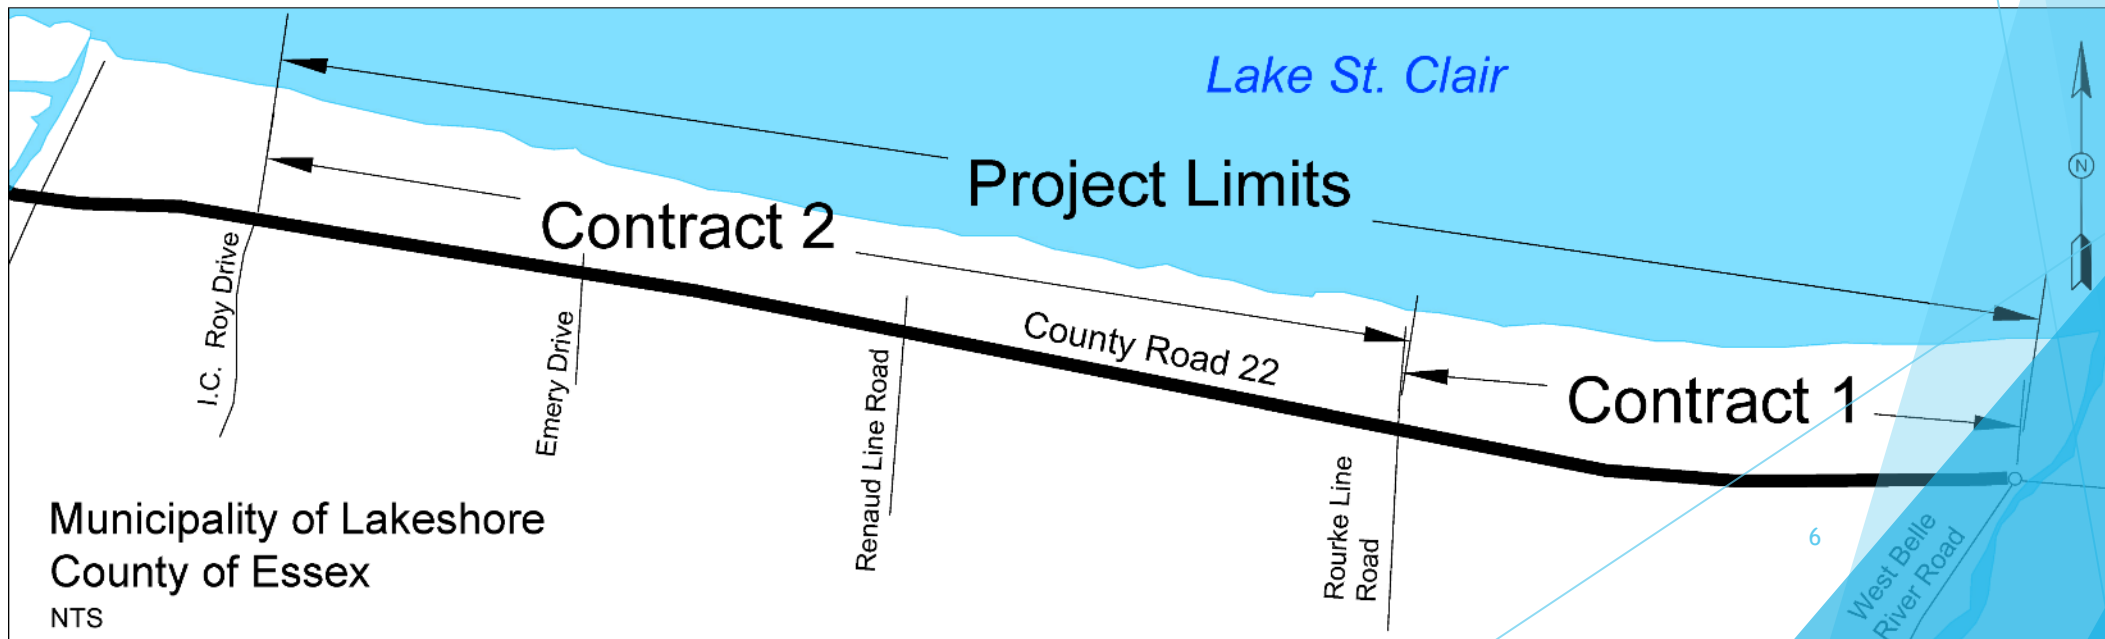 Lake St. Clair
N
Project Limits
Contract 2
County Road 22
Contract 1
I.C. Roy Drive
Emery Drive
Renaud Line Road
Rourke Line
Road
West Belle
River Road
Municipality of Lakeshore
County of Essex
NTS
6